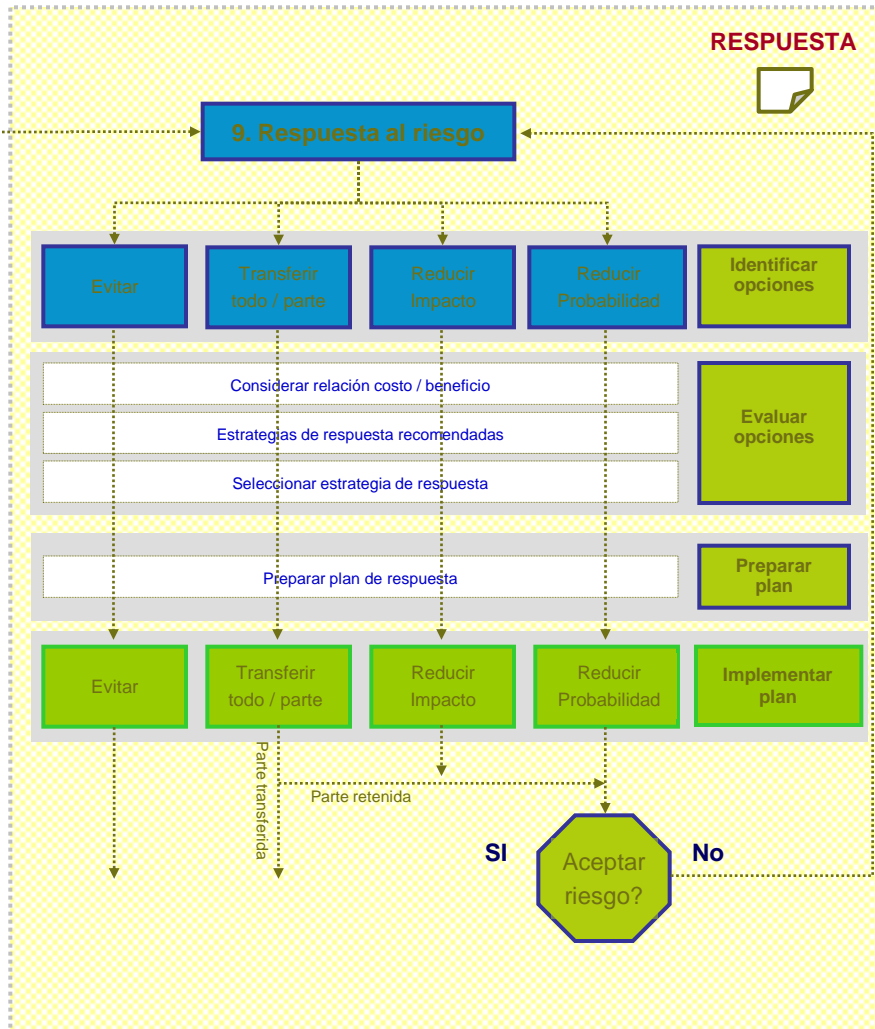 RESPUESTA
9. Respuesta al riesgo
Evitar
Transferir
todo / parte
Reducir
Impacto
Reducir
Probabilidad
Identificar
opciones
Considerar relación costo / beneficio
Estrategias de respuesta recomendadas
Seleccionar estrategia de respuesta
Evaluar
opciones
Preparar plan de respuesta
Preparar
plan
Evitar
Transferir
todo / parte
Reducir
Impacto
Reducir
Probabilidad
Implementar
plan
Parte transferida
Parte retenida
SI
Aceptar
riesgo?
No